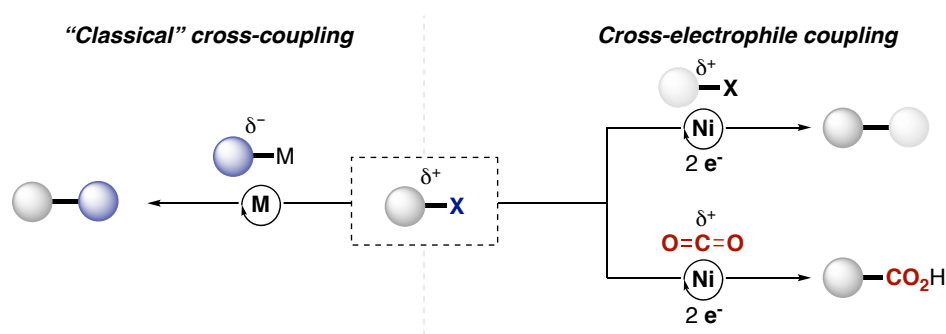 “Classical” cross-coupling
Cross-electrophile coupling
δ⁻
M
M
δ⁺
X
δ⁺
X
Ni
2 e⁻
δ⁺
O=C=O
Ni
2 e⁻
CO₂H